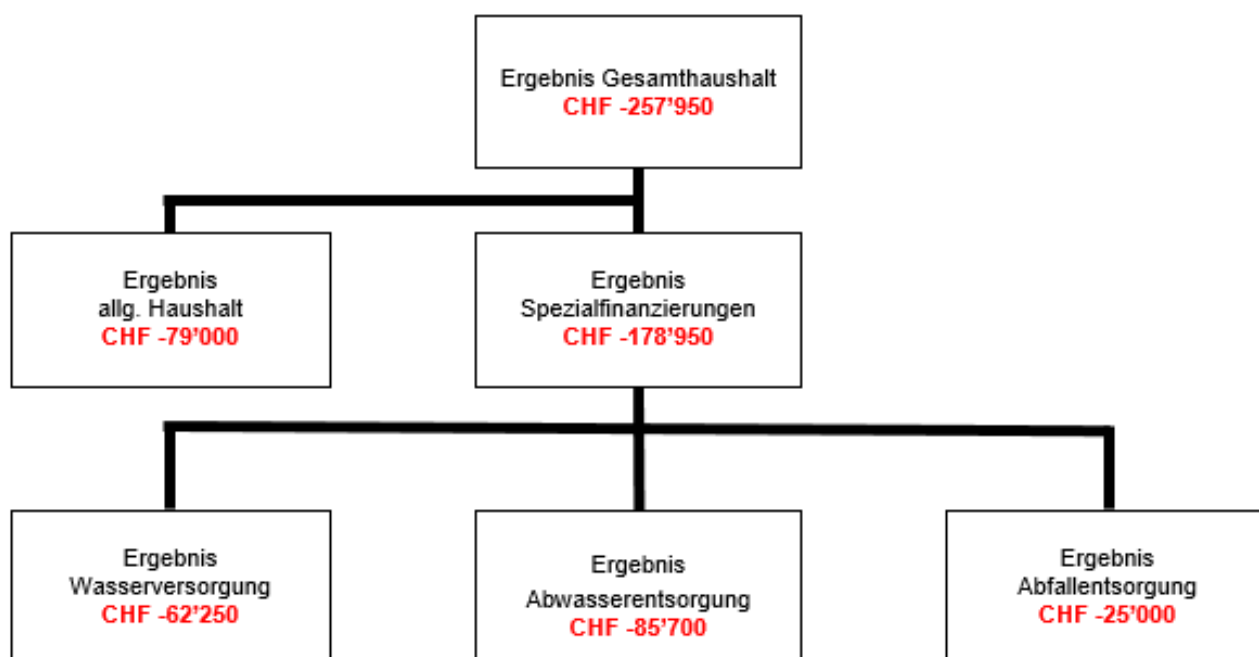 Ergebnis Gesamthaushalt
CHF -257’950
Ergebnis
allg. Haushalt
CHF -79’000
Ergebnis
Spezialfinanzierungen
CHF -178’950
Ergebnis
Wasserversorgung
CHF -62’250
Ergebnis
Abwasserentsorgung
CHF -85’700
Ergebnis
Abfallentsorgung
CHF -25’000